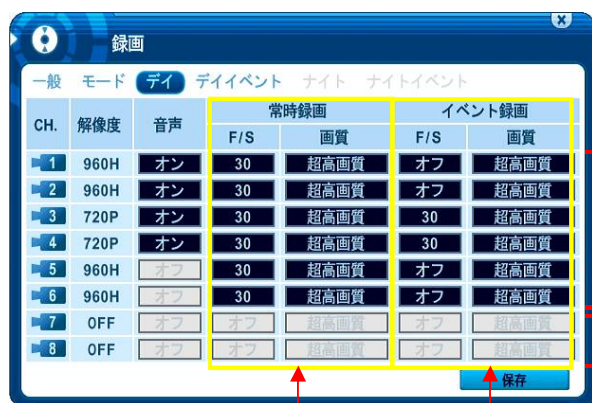 録画
一般 モード デイ デイイベント ナイト ナイトイベント
CH. 解像度 音声 常時録画 イベント録画
F/S 画質 F/S 画質
1 960H オン 30 超高画質 オフ 超高画質
2 960H オン 30 超高画質 オフ 超高画質
3 720P オン 30 超高画質 30 超高画質
4 720P オン 30 超高画質 30 超高画質
5 960H オフ 30 超高画質 オフ 超高画質
6 960H オフ 30 超高画質 オフ 超高画質
7 OFF オフ オフ 超高画質 オフ 超高画質
8 OFF オフ オフ 超高画質 オフ 超高画質
保存